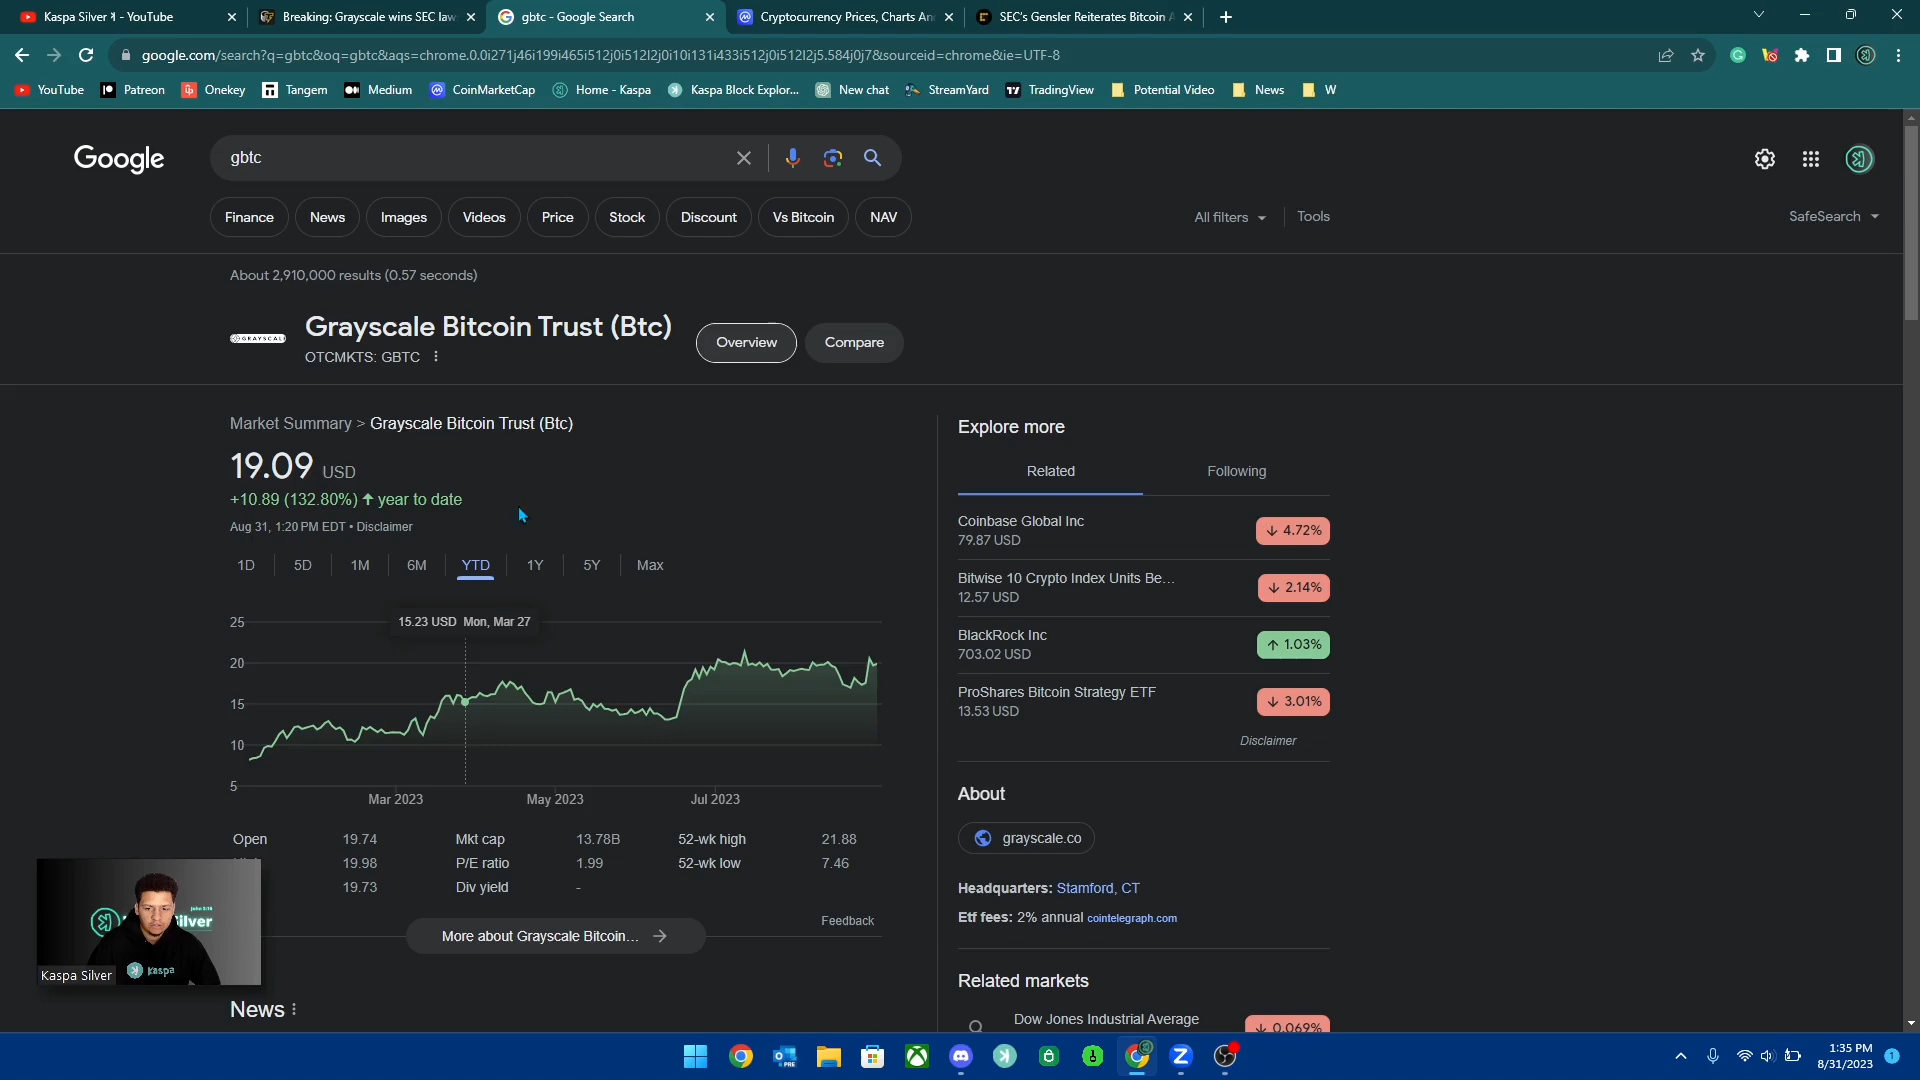 Kaspa Silver - YouTube
Breaking: Grayscale wins SEC law
gbtc - Google Search
Cryptocurrency Prices, Charts An
SEC's Gensler Reiterates Bitcoin A
google.com/search?q=gbtc&oq=gbtc&aqs=chrome.0.0i271j46i199i465i512j0i512l2j0i10i131i433i512j0i512l2j5.584j0j7&sourceid=chrome&ie=UTF-8
YouTube Patreon Onekey Tangem Medium CoinMarketCap Home - Kaspa Kaspa Block Explor... New chat StreamYard TradingView Potential Video News W
Google
gbtc
Finance News Images Videos Price Stock Discount Vs Bitcoin NAV
All filters Tools
SafeSearch
About 2,910,000 results (0.57 seconds)
GRAYSCALE
Grayscale Bitcoin Trust (Btc)
OTCMKTS: GBTC
Overview Compare
Market Summary > Grayscale Bitcoin Trust (Btc)
19.09 USD
+10.89 (132.80%) ↑ year to date
Aug 31, 1:20 PM EDT • Disclaimer
1D 5D 1M 6M YTD 1Y 5Y Max
15.23 USD Mon, Mar 27
25
20
15
10
5
Mar 2023 May 2023 Jul 2023
Open 19.74 Mkt cap 13.78B 52-wk high 21.88
19.98 P/E ratio 1.99 52-wk low 7.46
19.73 Div yield -
Feedback
More about Grayscale Bitcoin... →
News
Explore more
Related Following
Coinbase Global Inc
79.87 USD
↓ 4.72%
Bitwise 10 Crypto Index Units Be...
12.57 USD
↓ 2.14%
BlackRock Inc
703.02 USD
↑ 1.03%
ProShares Bitcoin Strategy ETF
13.53 USD
↓ 3.01%
Disclaimer
About
grayscale.co
Headquarters: Stamford, CT
Etf fees: 2% annual cointelegraph.com
Related markets
Dow Jones Industrial Average
↓ 0.069%
John 3:16
ilver
Kaspa
Kaspa Silver
1:35 PM
8/31/2023
1